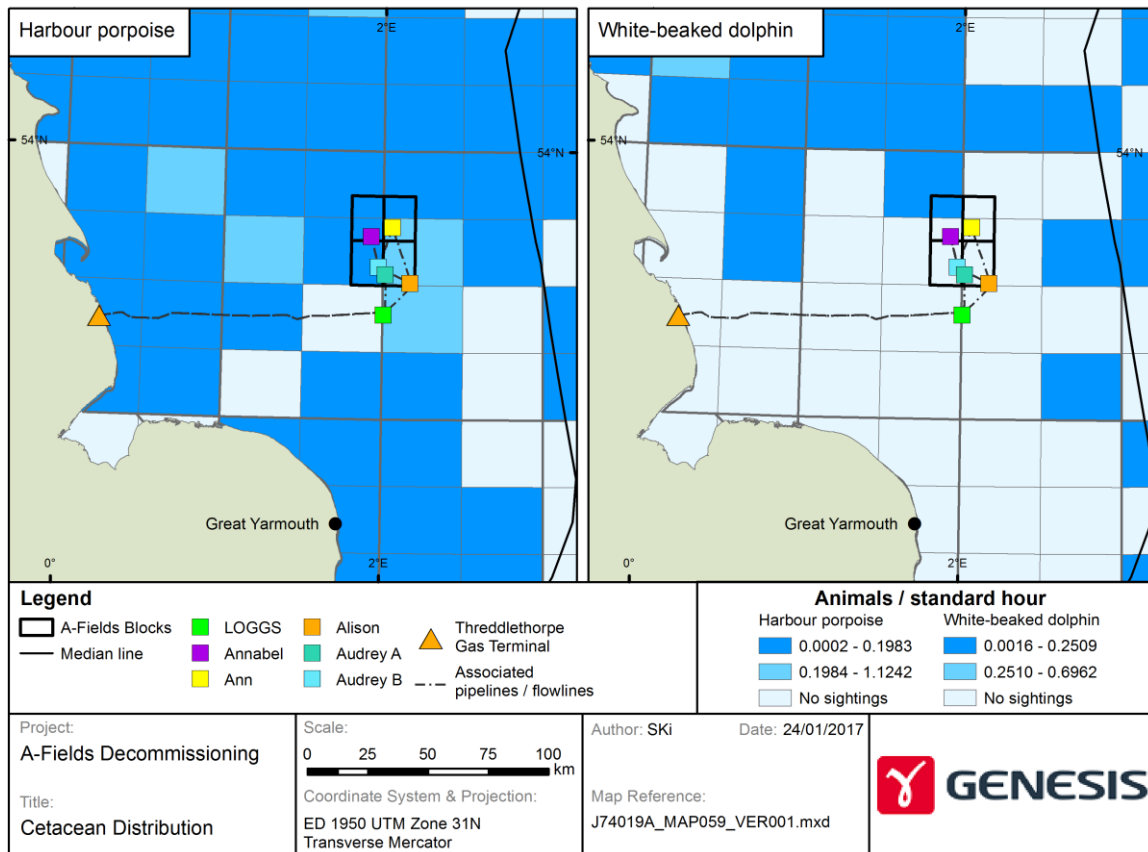 Harbour porpoise
2°E
54°N
54°N
Great Yarmouth
0°
2°E
White-beaked dolphin
2°E
54°N
54°N
Great Yarmouth
0°
2°E
Legend
A-Fields Blocks
Median line
LOGGS
Annabel
Ann
Alison
Audrey A
Audrey B
Threddlethorpe
Gas Terminal
Associated
pipelines / flowlines
Animals / standard hour
Harbour porpoise
0.0002 - 0.1983
0.1984 - 1.1242
No sightings
White-beaked dolphin
0.0016 - 0.2509
0.2510 - 0.6962
No sightings
Project:
A-Fields Decommissioning
Title:
Cetacean Distribution
Scale:
0 25 50 75 100
km
Coordinate System & Projection:
ED 1950 UTM Zone 31N
Transverse Mercator
Author: SKi Date: 24/01/2017
Map Reference:
J74019A_MAP059_VER001.mxd
GENESIS